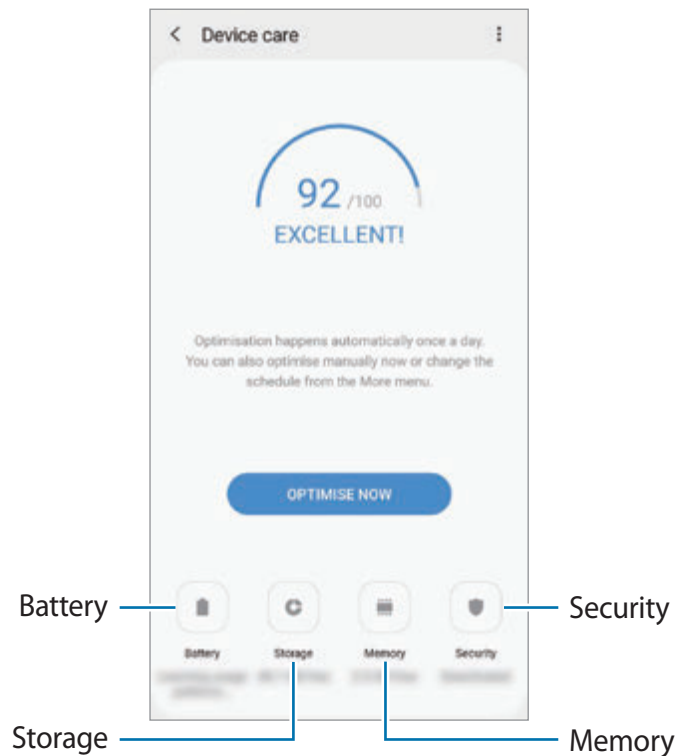 Device care
92 /100
EXCELLENT!
Optimisation happens automatically once a day.
You can also optimise manually now or change the
schedule from the More menu.
OPTIMISE NOW
Battery
Security
Battery Storage Memory Security
Storage
Memory